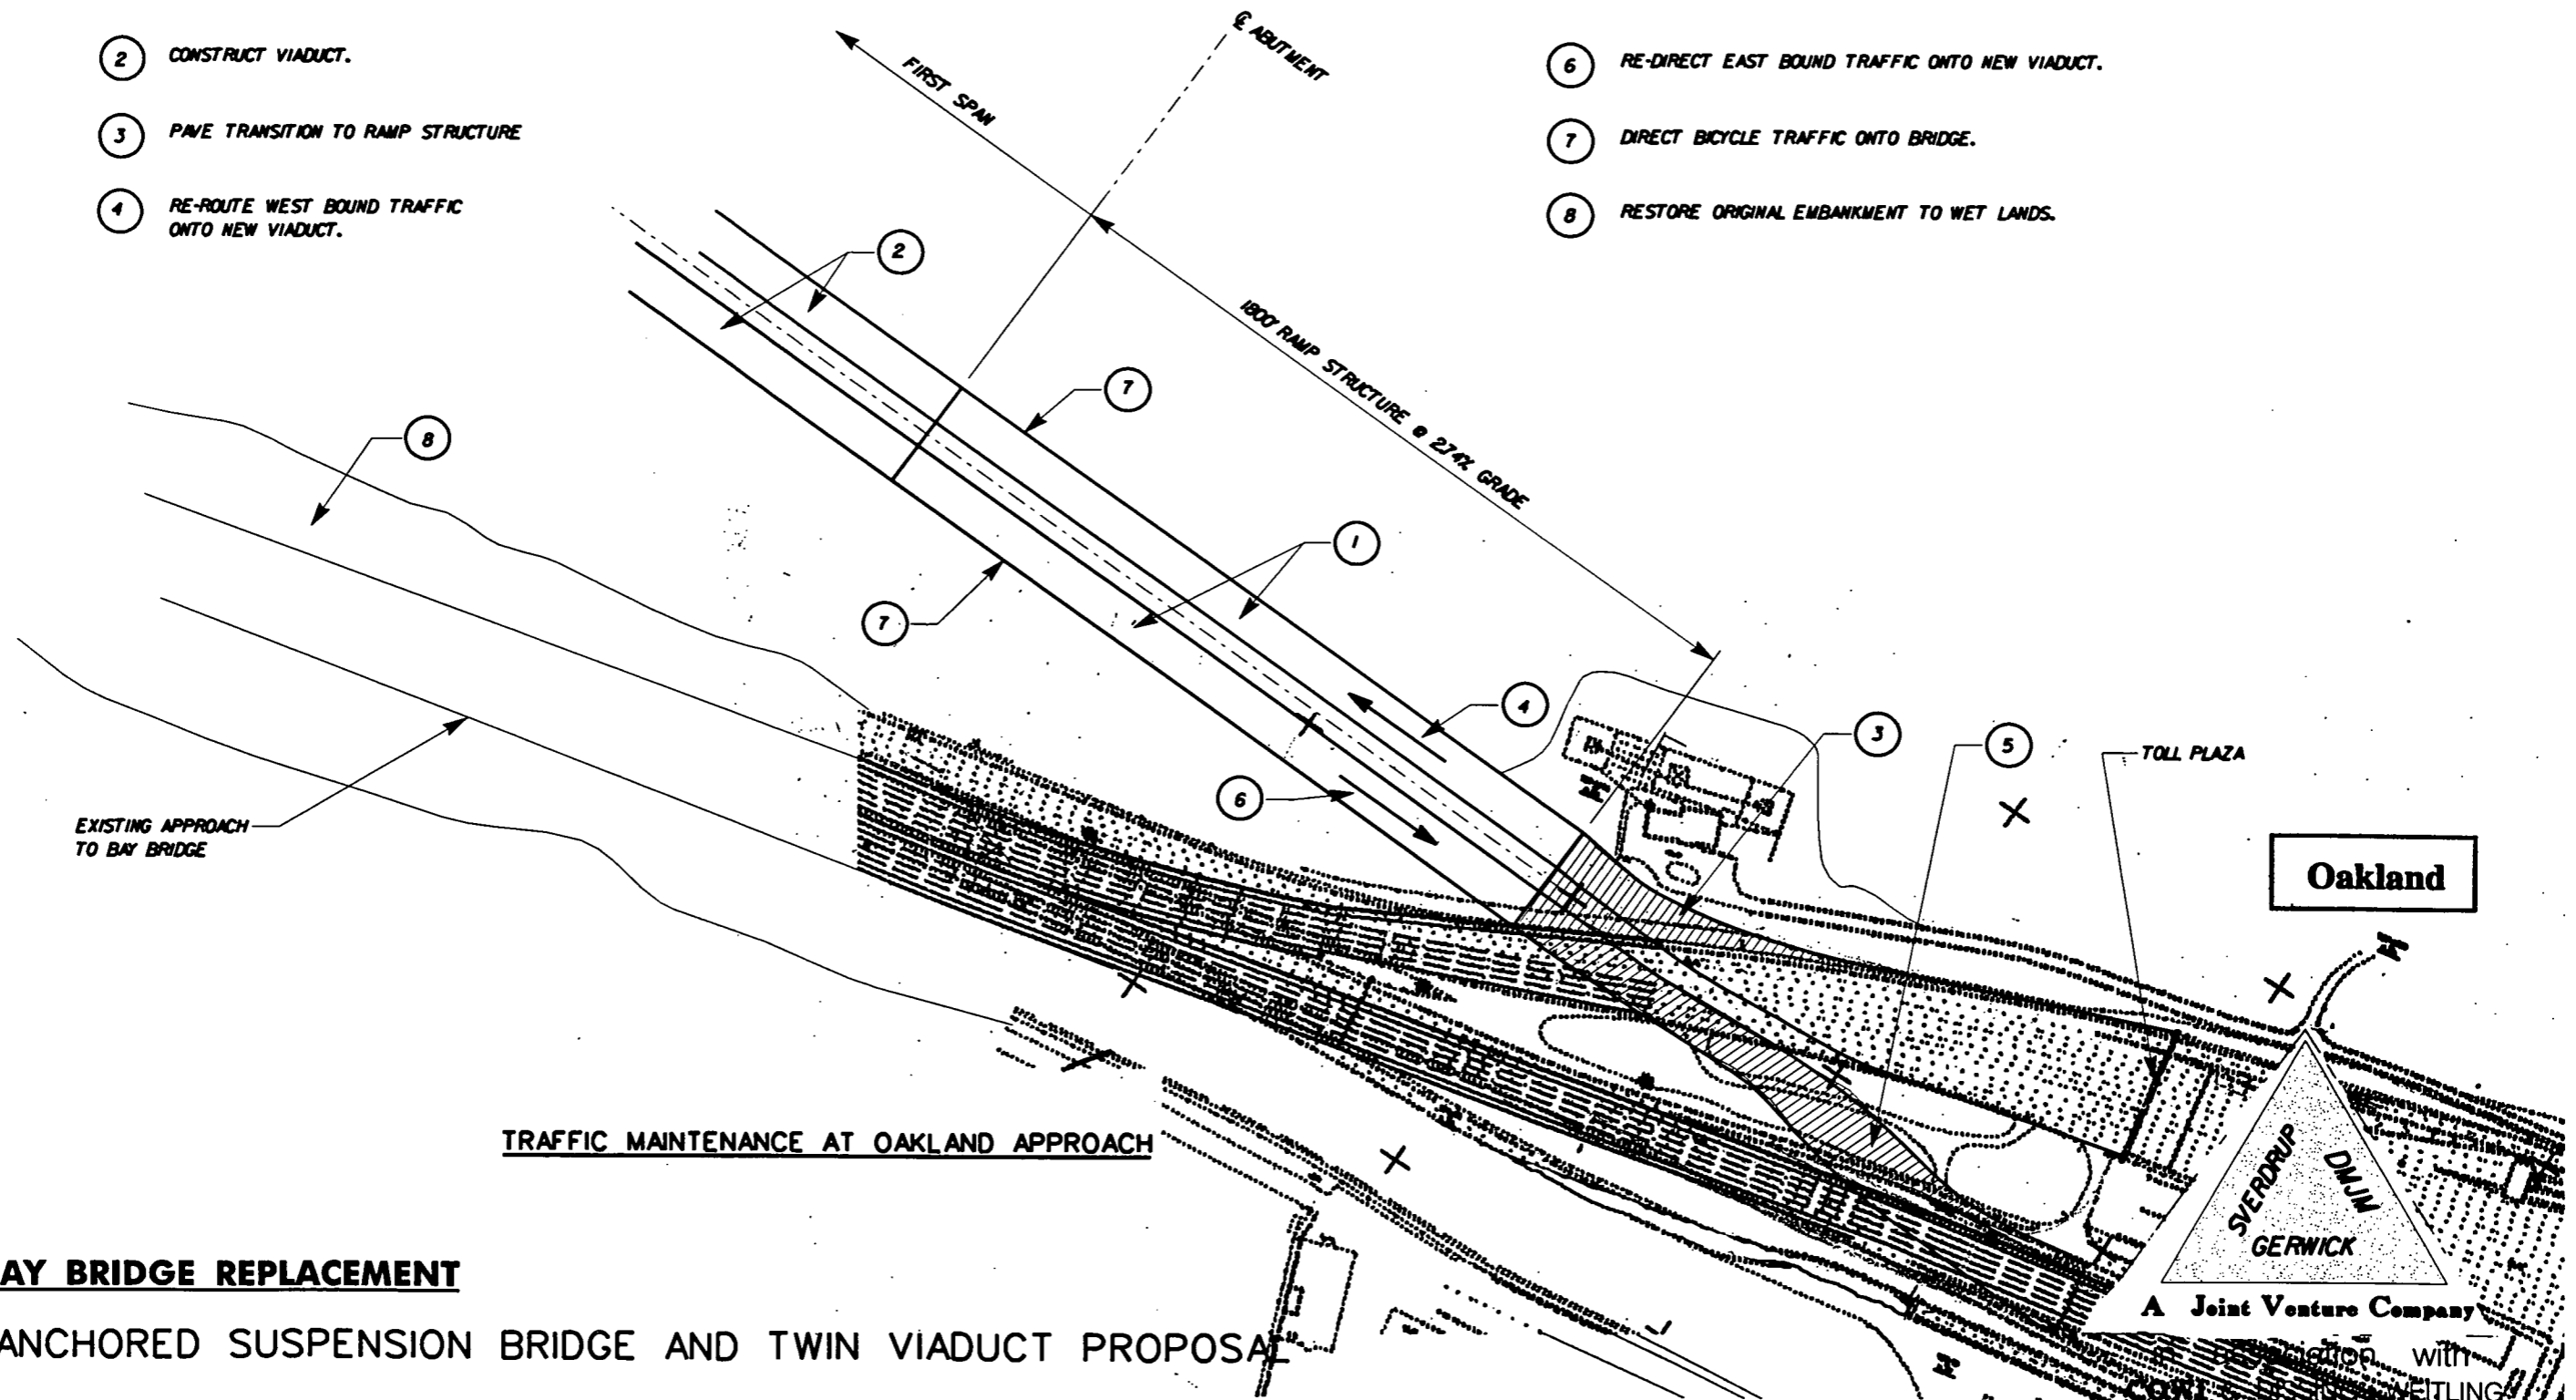 2 CONSTRUCT VIADUCT.
3 PAVE TRANSITION TO RAMP STRUCTURE
4 RE-ROUTE WEST BOUND TRAFFIC
ONTO NEW VIADUCT.
6 RE-DIRECT EAST BOUND TRAFFIC ONTO NEW VIADUCT.
7 DIRECT BICYCLE TRAFFIC ONTO BRIDGE.
8 RESTORE ORIGINAL EMBANKMENT TO WET LANDS.
℄ ABUTMENT
FIRST SPAN
2
1800' RAMP STRUCTURE @ 2.74% GRADE
7
8
1
7
4
3
5
TOLL PLAZA
6
EXISTING APPROACH
TO BAY BRIDGE
Oakland
TRAFFIC MAINTENANCE AT OAKLAND APPROACH
SVERDRUP
DMJM
GERWICK
A Joint Venture Company
AY BRIDGE REPLACEMENT
ANCHORED SUSPENSION BRIDGE AND TWIN VIADUCT PROPOSAL
with